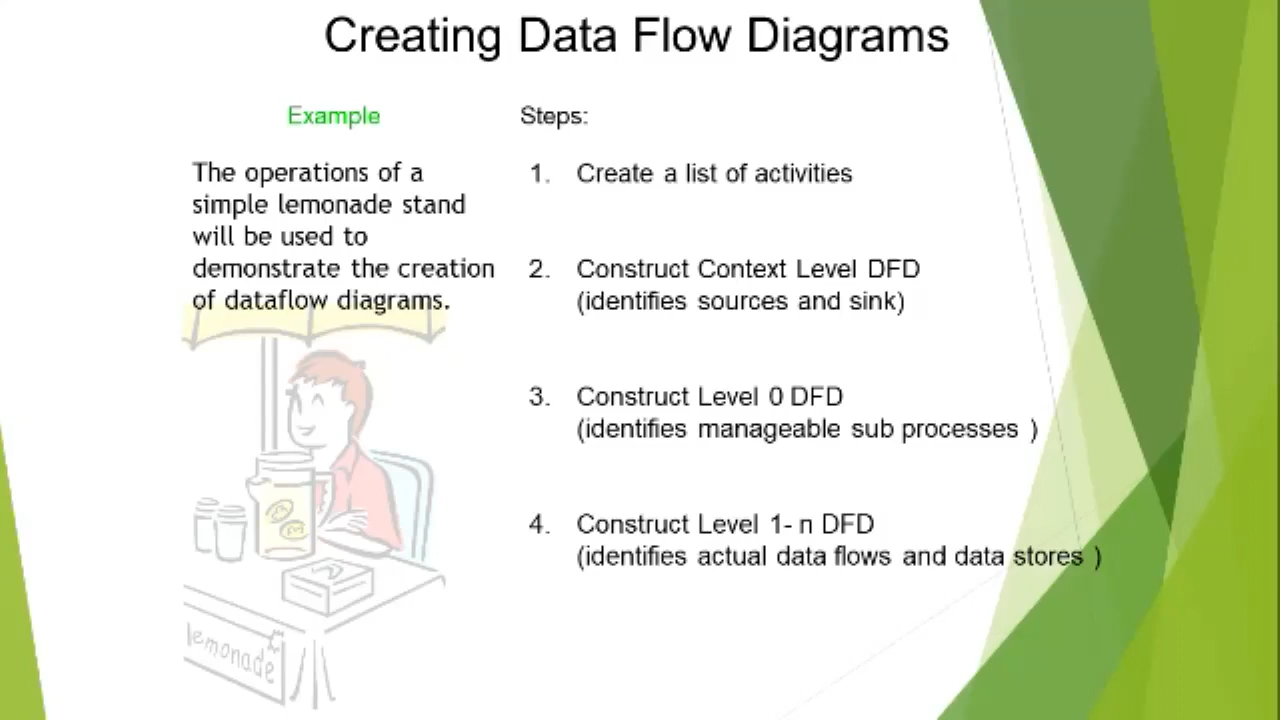 Creating Data Flow Diagrams
Example
The operations of a
simple lemonade stand
will be used to
demonstrate the creation
of dataflow diagrams.
lemonade
Steps:
1. Create a list of activities
2. Construct Context Level DFD
(identifies sources and sink)
3. Construct Level 0 DFD
(identifies manageable sub processes )
4. Construct Level 1- n DFD
(identifies actual data flows and data stores )